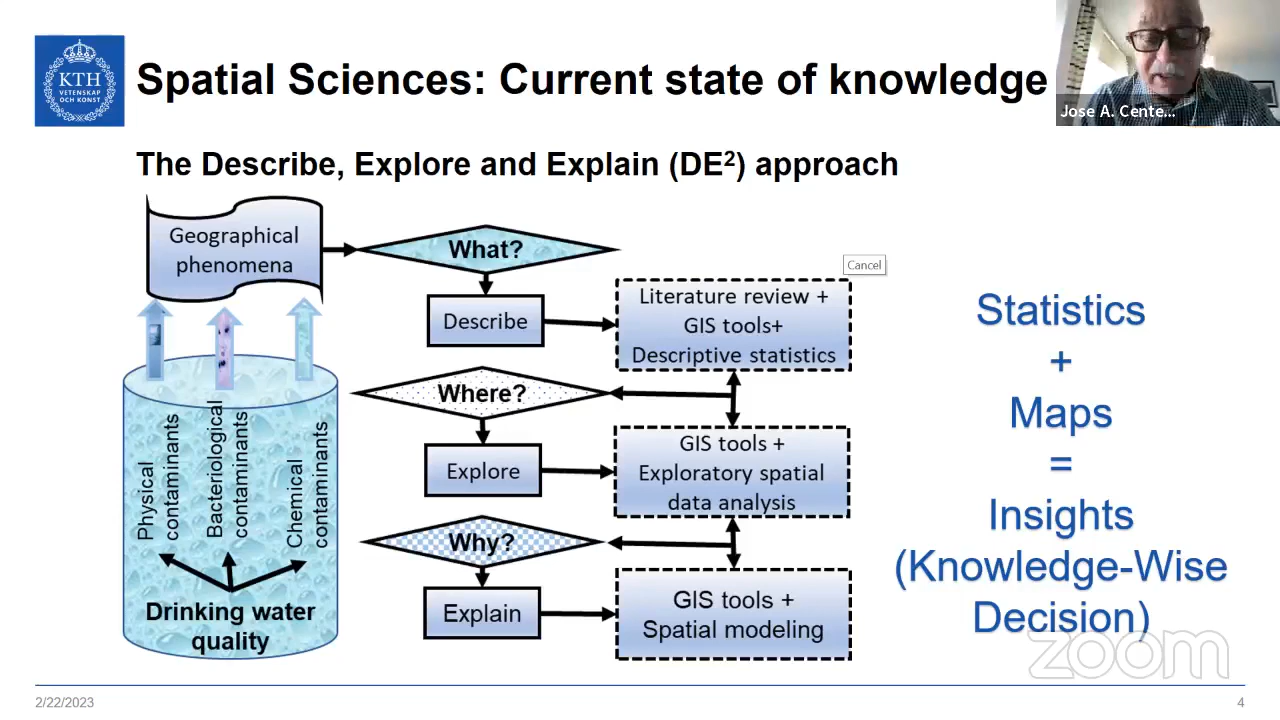 KTH
VETENSKAP
OCH KONST
Spatial Sciences: Current state of knowledge
Jose A. Cente...
The Describe, Explore and Explain (DE²) approach
Geographical
phenomena
What?
Cancel
Describe
Literature review +
GIS tools+
Descriptive statistics
Where?
Explore
GIS tools +
Exploratory spatial
data analysis
Why?
Explain
GIS tools +
Spatial modeling
Physical
contaminants
Bacteriological
contaminants
Chemical
contaminants
Drinking water
quality
Statistics
+
Maps
=
Insights
(Knowledge-Wise
Decision)
zoom
2/22/2023
4